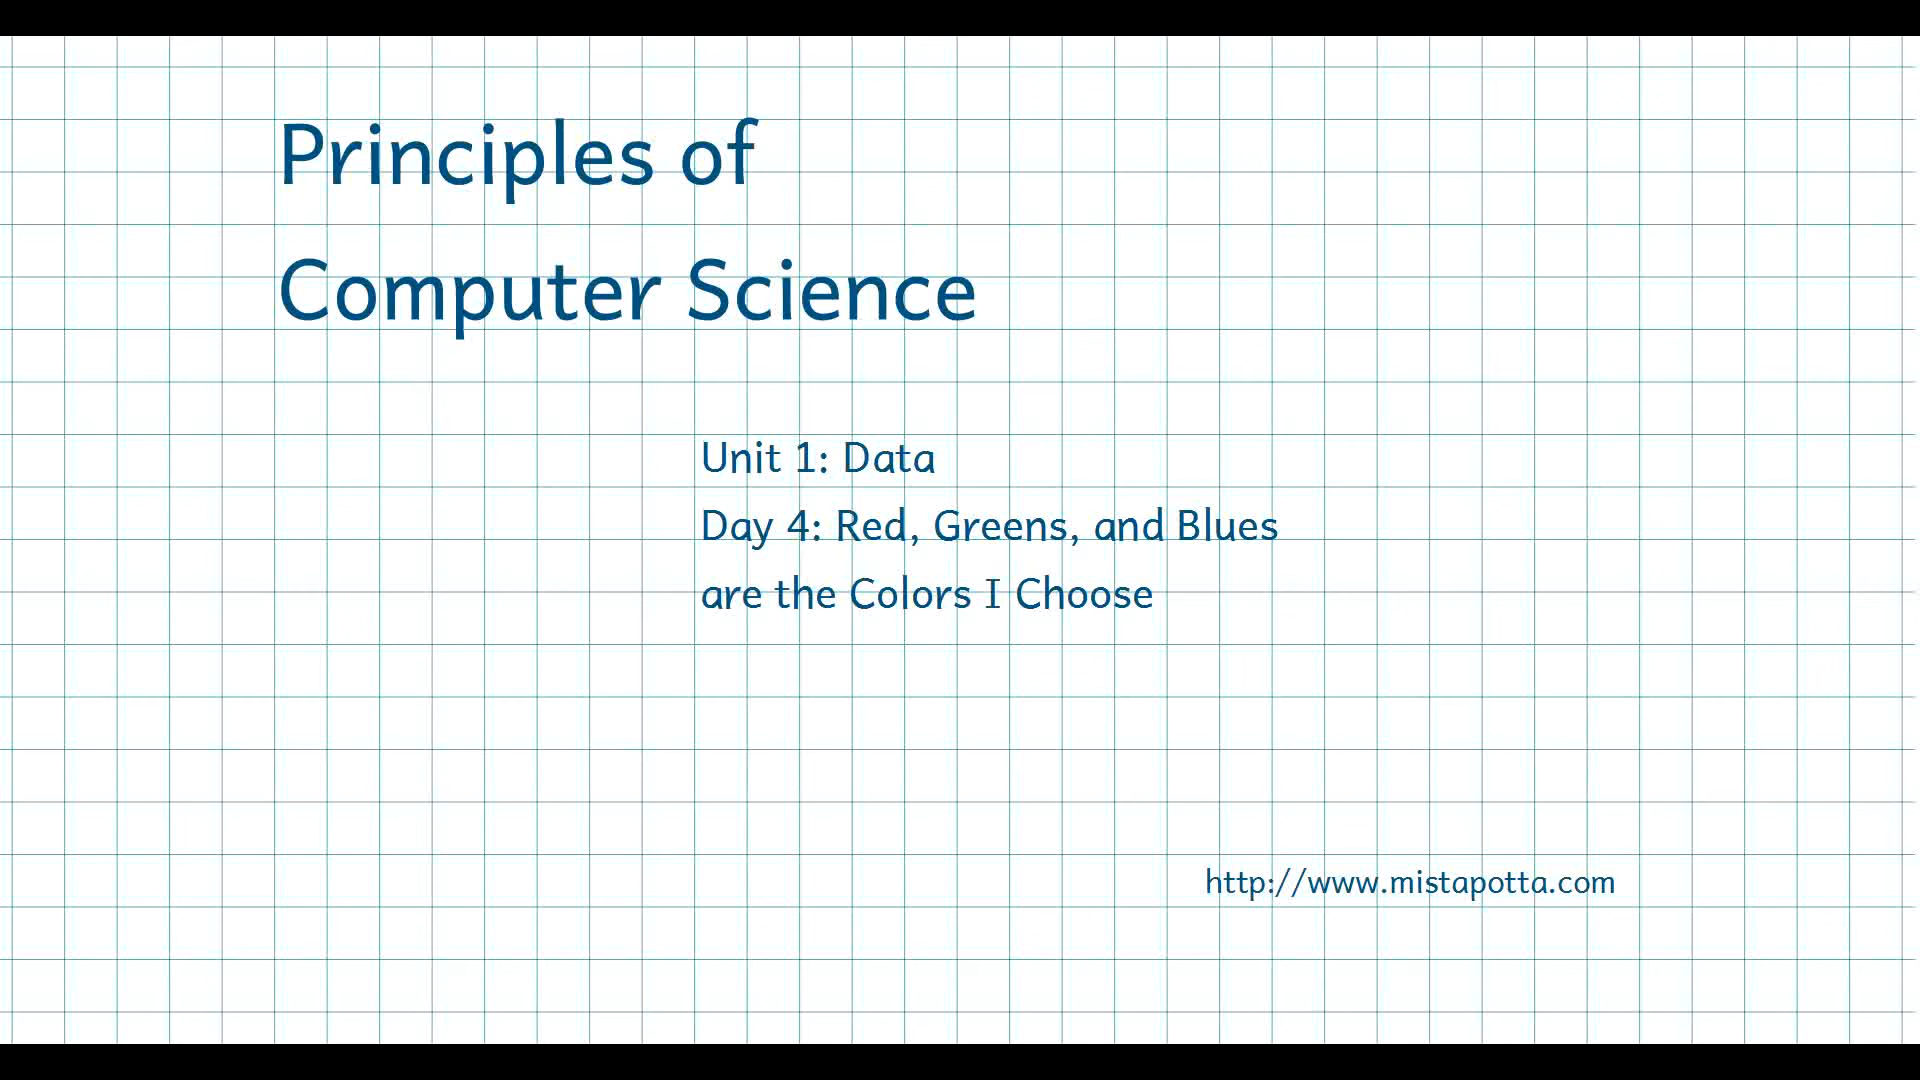 Principles of
Computer Science
Unit 1: Data
Day 4: Red, Greens, and Blues
are the Colors I Choose
http://www.mistapotta.com